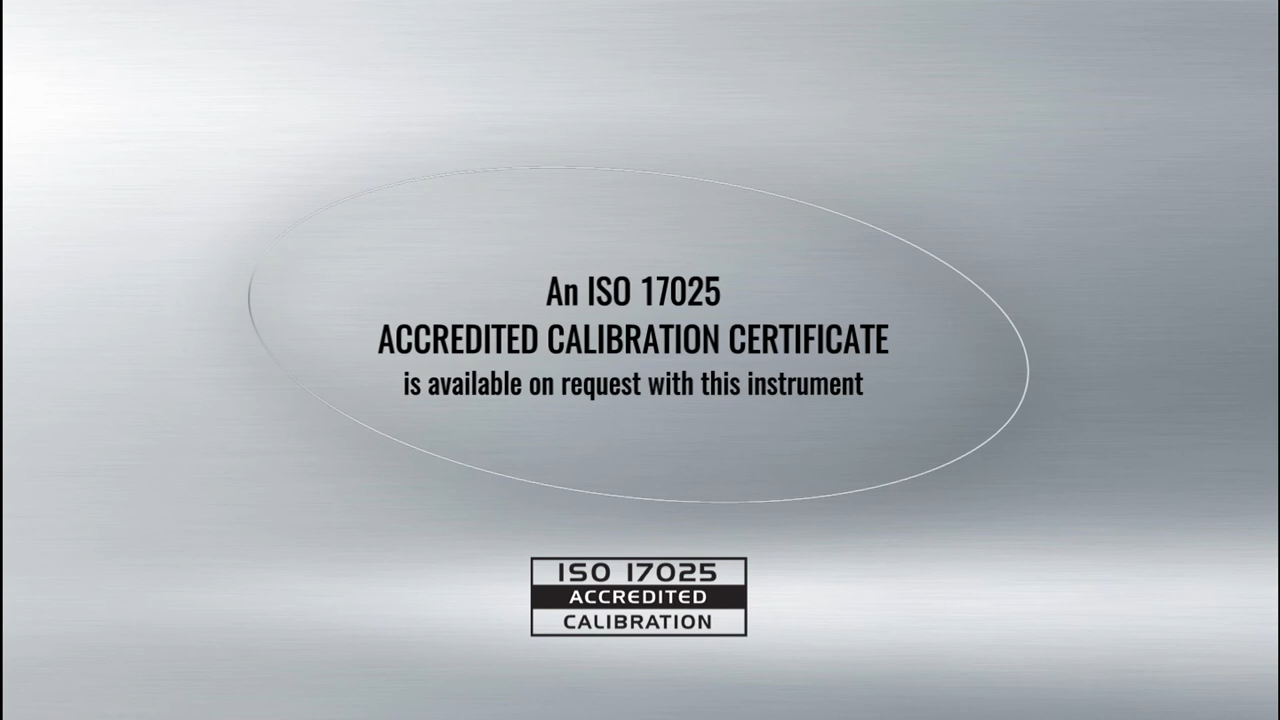 An ISO 17025
ACCREDITED CALIBRATION CERTIFICATE
is available on request with this instrument
ISO 17025
ACCREDITED
CALIBRATION